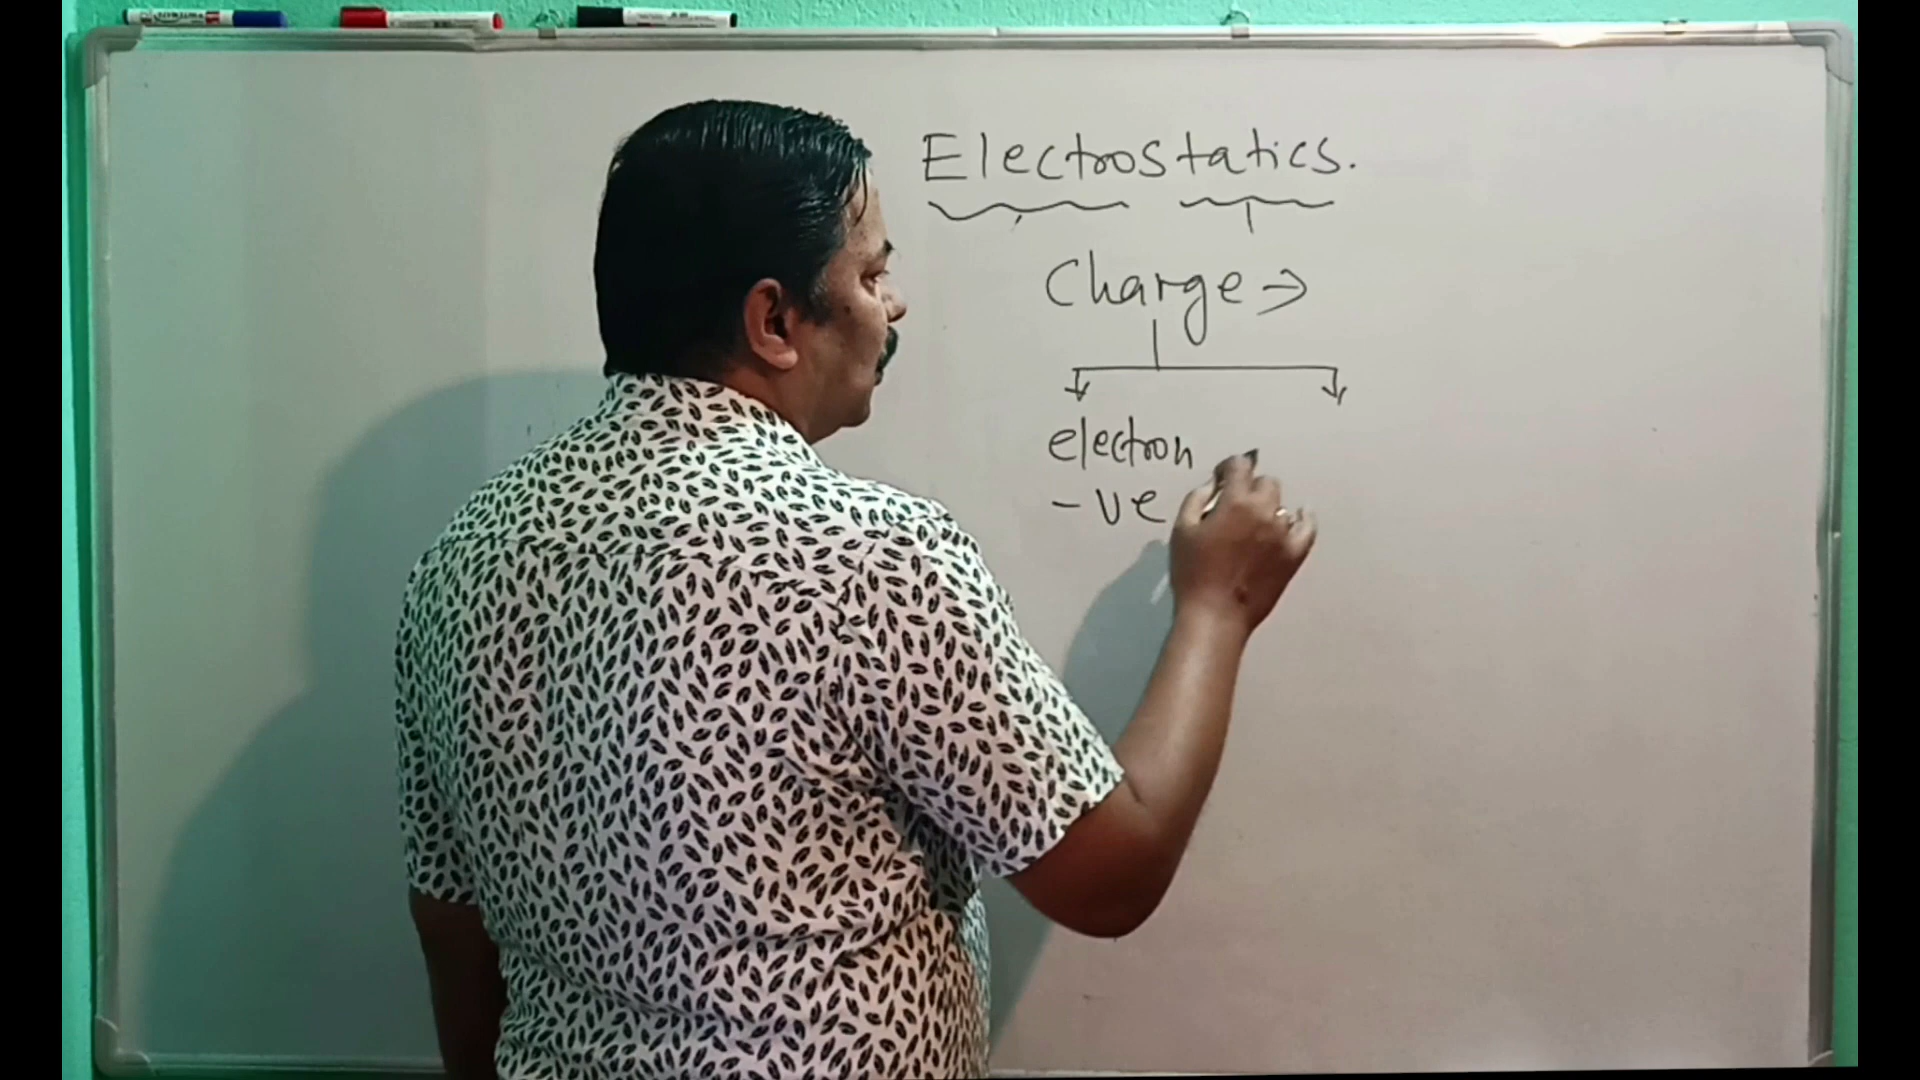 Electrostatics.
Charge →
electron
-ve